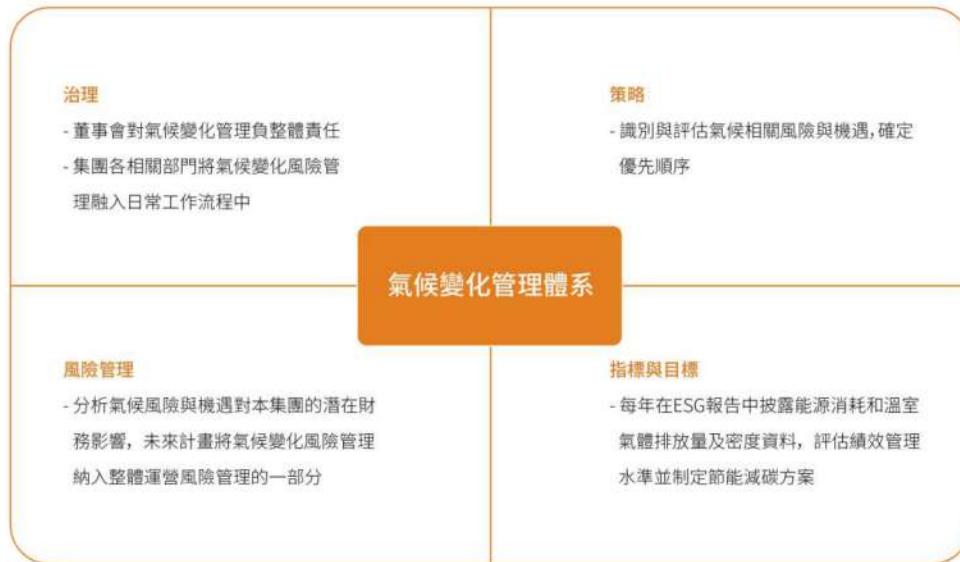 治理
- 董事會對氣候變化管理負整體責任
- 集團各相關部門將氣候變化風險管
理融入日常工作流程中
策略
- 識別與評估氣候相關風險與機遇,確定
優先順序
氣候變化管理體系
風險管理
- 分析氣候風險與機遇對本集團的潛在財
務影響，未來計畫將氣候變化風險管理
納入整體運營風險管理的一部分
指標與目標
- 每年在ESG報告中披露能源消耗和溫室
氣體排放量及密度資料，評估績效管理
水準並制定節能減碳方案